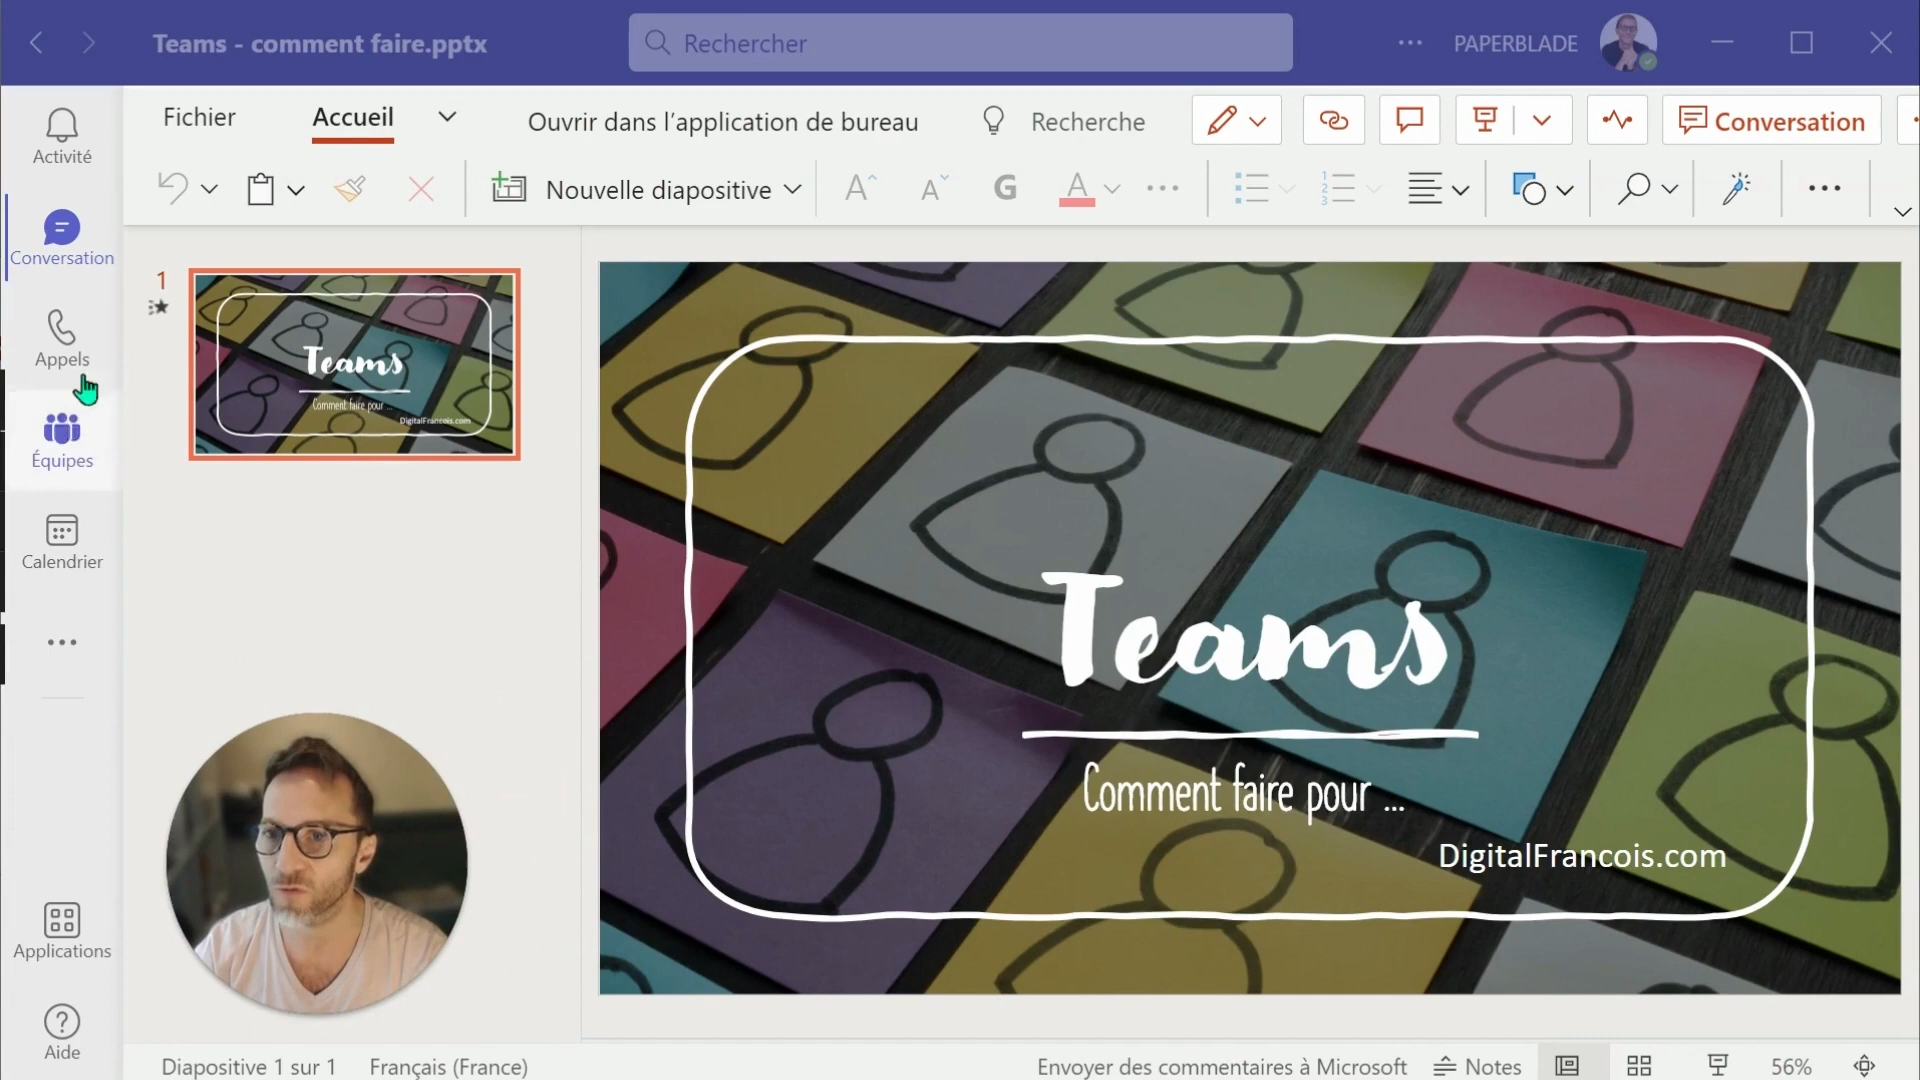 Teams - comment faire.pptx
Rechercher
PAPERBLADE
Fichier
Accueil
Ouvrir dans l’application de bureau
Recherche
Conversation
Nouvelle diapositive
A
A
G
A
Activité
Conversation
Appels
Équipes
Calendrier
Applications
Aide
1
Teams
Comment faire pour ...
DigitalFrancois.com
Teams
Comment faire pour ...
DigitalFrancois.com
Diapositive 1 sur 1
Français (France)
Envoyer des commentaires à Microsoft
Notes
56%